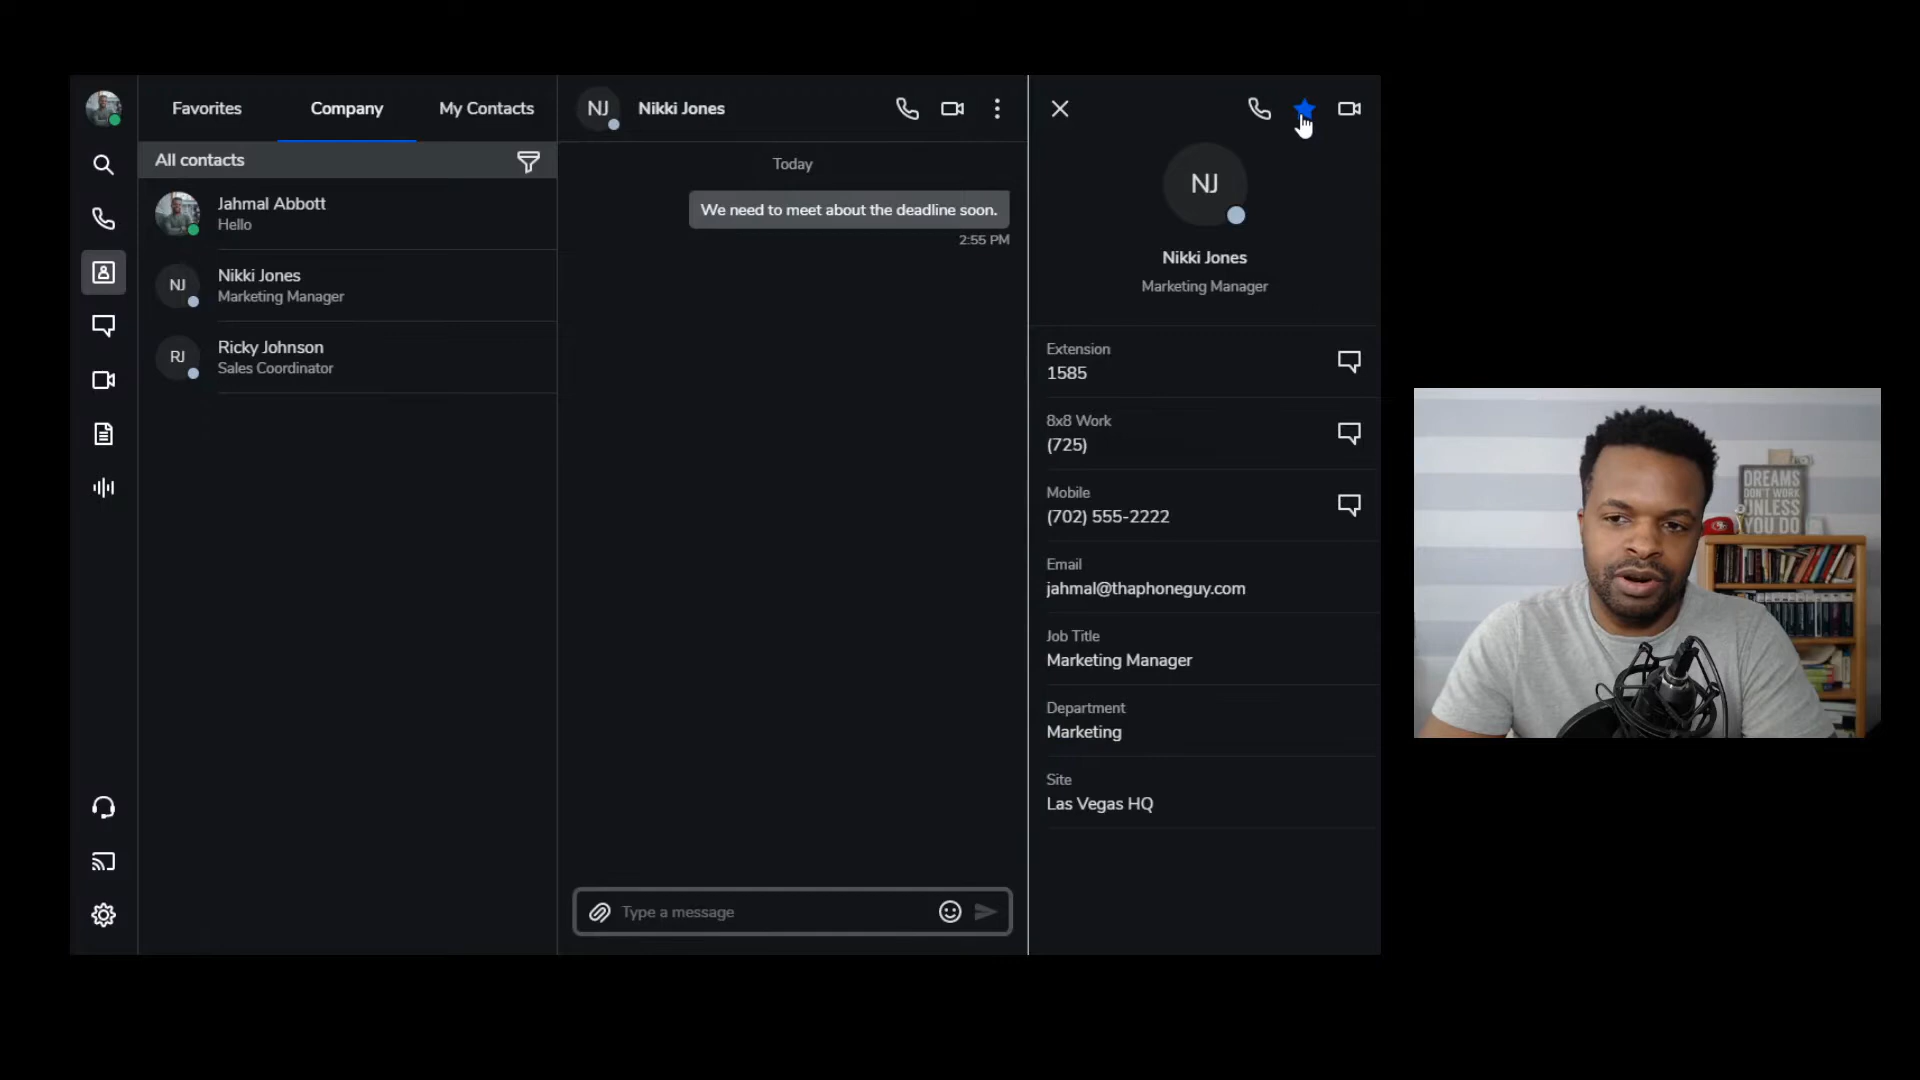 Favorites
Company
My Contacts
All contacts
Jahmal Abbott
Hello
NJ
Nikki Jones
Marketing Manager
RJ
Ricky Johnson
Sales Coordinator
NJ
Nikki Jones
Today
We need to meet about the deadline soon.
2:55 PM
Type a message
NJ
Nikki Jones
Marketing Manager
Extension
1585
8x8 Work
(725)
Mobile
(702) 555-2222
Email
jahmal@thaphoneguy.com
Job Title
Marketing Manager
Department
Marketing
Site
Las Vegas HQ
DREAMS
DON'T WORK
UNLESS
YOU DO